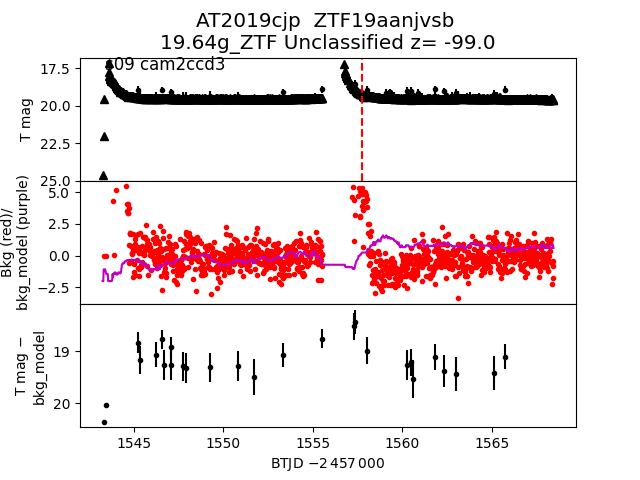 AT2019cjp  ZTF19aanjvsb
19.64g_ZTF Unclassified z= -99.0
09 cam2ccd3
17.5
20.0
22.5
25.0
T mag
5.0
2.5
0.0
−2.5
Bkg (red)/
bkg_model (purple)
19
20
T mag −
bkg_model
1545 1550 1555 1560 1565
BTJD −2 457 000